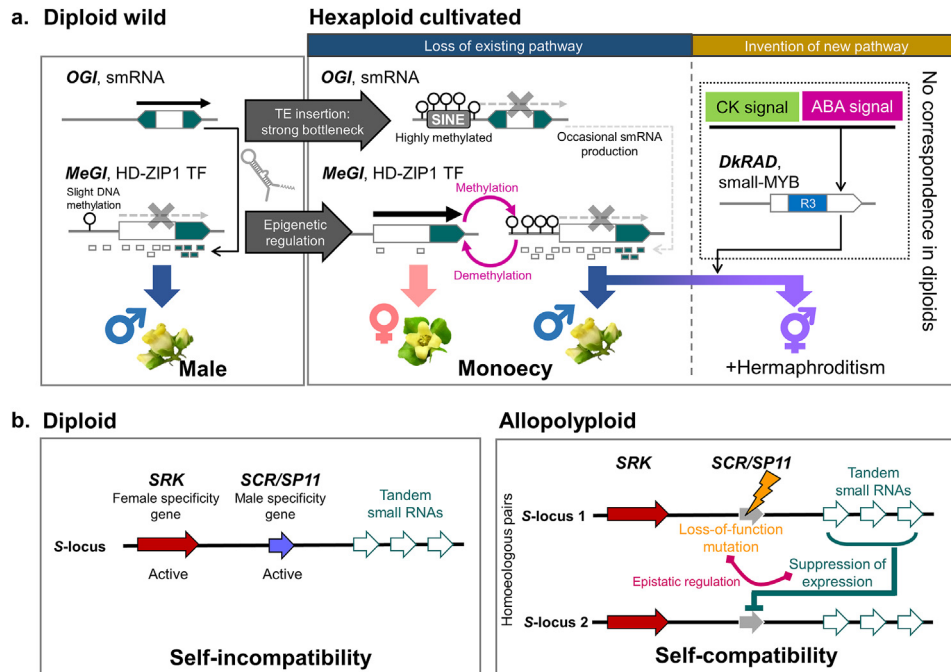 a. Diploid wild
Hexaploid cultivated
Loss of existing pathway
Invention of new pathway
OGI, smRNA
MeGI, HD-ZIP1 TF
Slight DNA
methylation
Male
TE insertion:
strong bottleneck
Epigenetic
regulation
OGI, smRNA
SINE
Highly methylated
Occasional smRNA
production
MeGI, HD-ZIP1 TF
Methylation
Demethylation
Monoecy
CK signal
ABA signal
DkRAD,
small-MYB
R3
+Hermaphroditism
No correspondence in diploids
b. Diploid
SRK
Female specificity
gene
SCR/SP11
Male specificity
gene
Tandem
small RNAs
S-locus
Active
Active
Self-incompatibility
Allopolyploid
Homoeologous pairs
SRK
SCR/SP11
Tandem
small RNAs
S-locus 1
Loss-of-function
mutation
Suppression of
expression
Epistatic regulation
S-locus 2
Self-compatibility